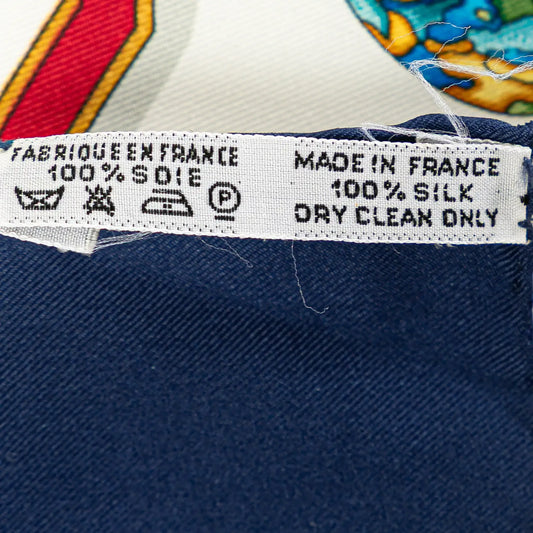 FABRIQUE EN FRANCE
100% SOIE
P
MADE IN FRANCE
100% SILK
DRY CLEAN ONLY